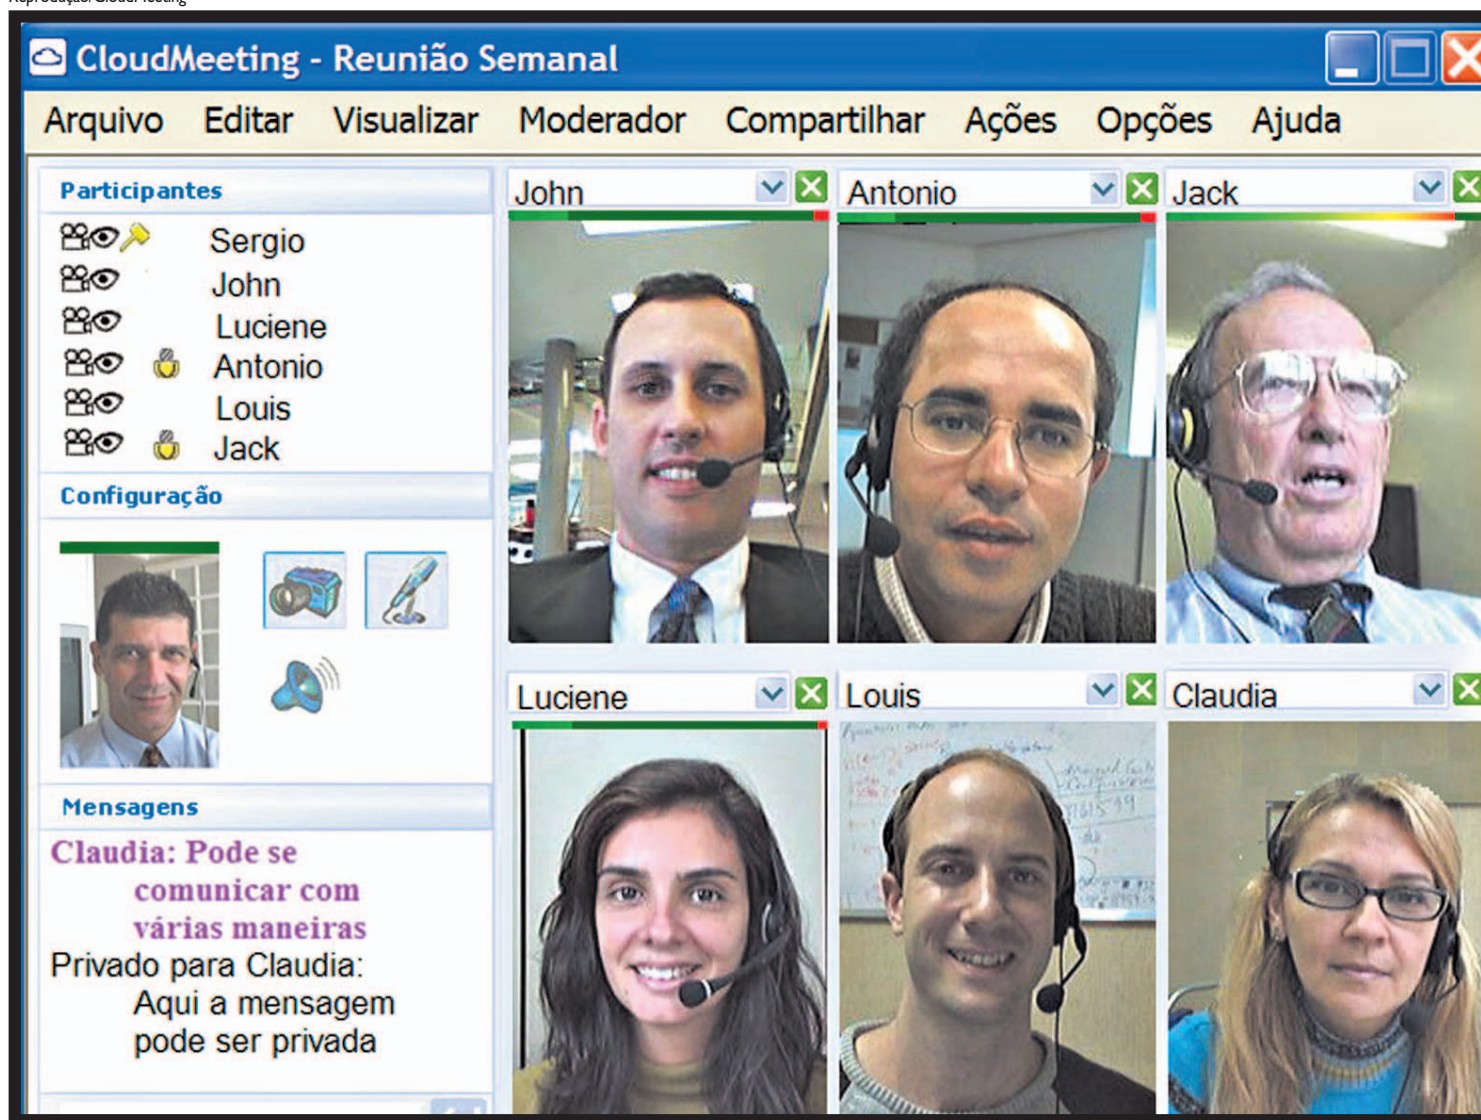 Reprodução/CloudMeeting
CloudMeeting - Reunião Semanal
Arquivo Editar Visualizar Moderador Compartilhar Ações Opções Ajuda
Participantes
Sergio
John
Luciene
Antonio
Louis
Jack
Configuração
Mensagens
Claudia: Pode se
comunicar com
várias maneiras
Privado para Claudia:
Aqui a mensagem
pode ser privada
John Antonio Jack
Luciene Louis Claudia